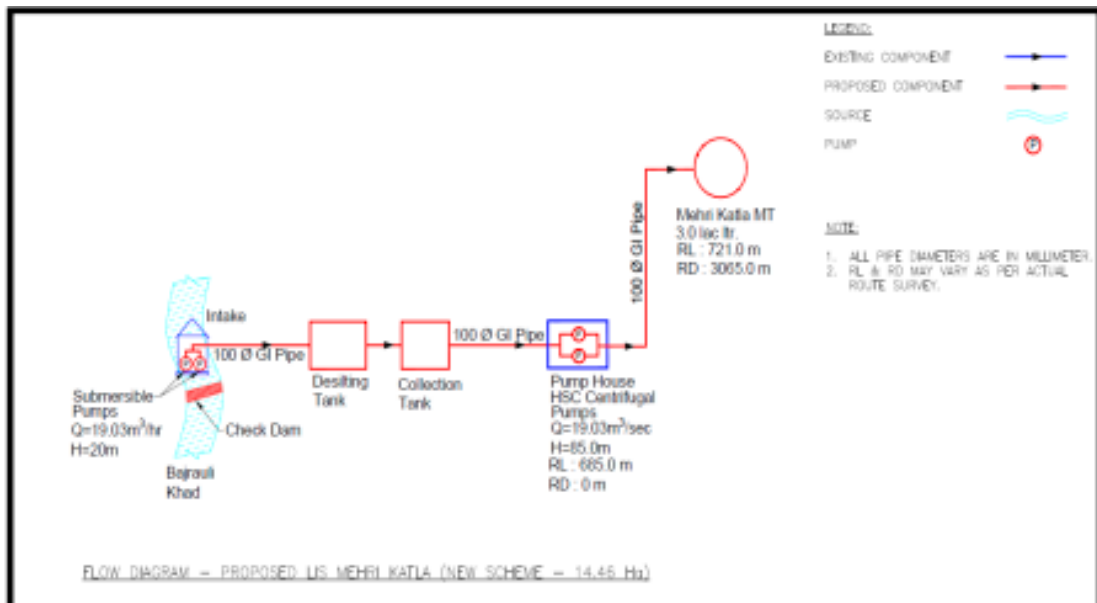 LEGEND:
EXISTING COMPONENT
PROPOSED COMPONENT
SOURCE
PUMP
P
NOTE:
1. ALL PIPE DIAMETERS ARE IN MILLIMETER.
2. RL & RD MAY VARY AS PER ACTUAL
ROUTE SURVEY.
Mehri Katla MT
3.0 lac ltr.
RL : 721.0 m
RD : 3065.0 m
100 Ø GI Pipe
Intake
P P
100 Ø GI Pipe
Submersible
Pumps
Q=19.03m³/hr
H=20m
Check Dam
Bajrauli
Khad
Desilting
Tank
Collection
Tank
100 Ø GI Pipe
P
P
Pump House
HSC Centrifugal
Pumps
Q=19.03m³/sec
H=85.0m
RL : 685.0 m
RD : 0 m
FLOW DIAGRAM - PROPOSED LIS MEHRI KATLA (NEW SCHEME - 14.46 Ha)